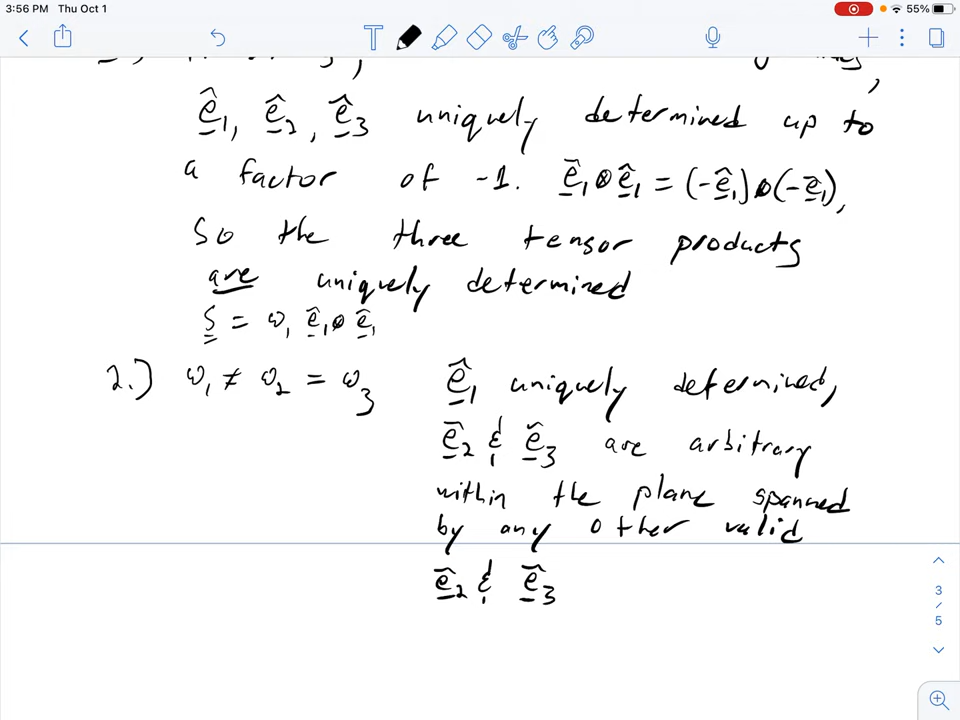 3:56 PM Thu Oct 1
55%
ê1, ê2, ê3 uniquely determined up to
a factor of -1. ê1⊗ê1 = (-ê1)⊗(-ê1),
So the three tensor products
are uniquely determined
S = ω1 ê1⊗ê1
2.) ω1 ≠ ω2 = ω3
ê1 uniquely determined,
ê2 & ê3 are arbitrary
within the plane spanned
by any other valid
ê2 & ê3
3
/
5